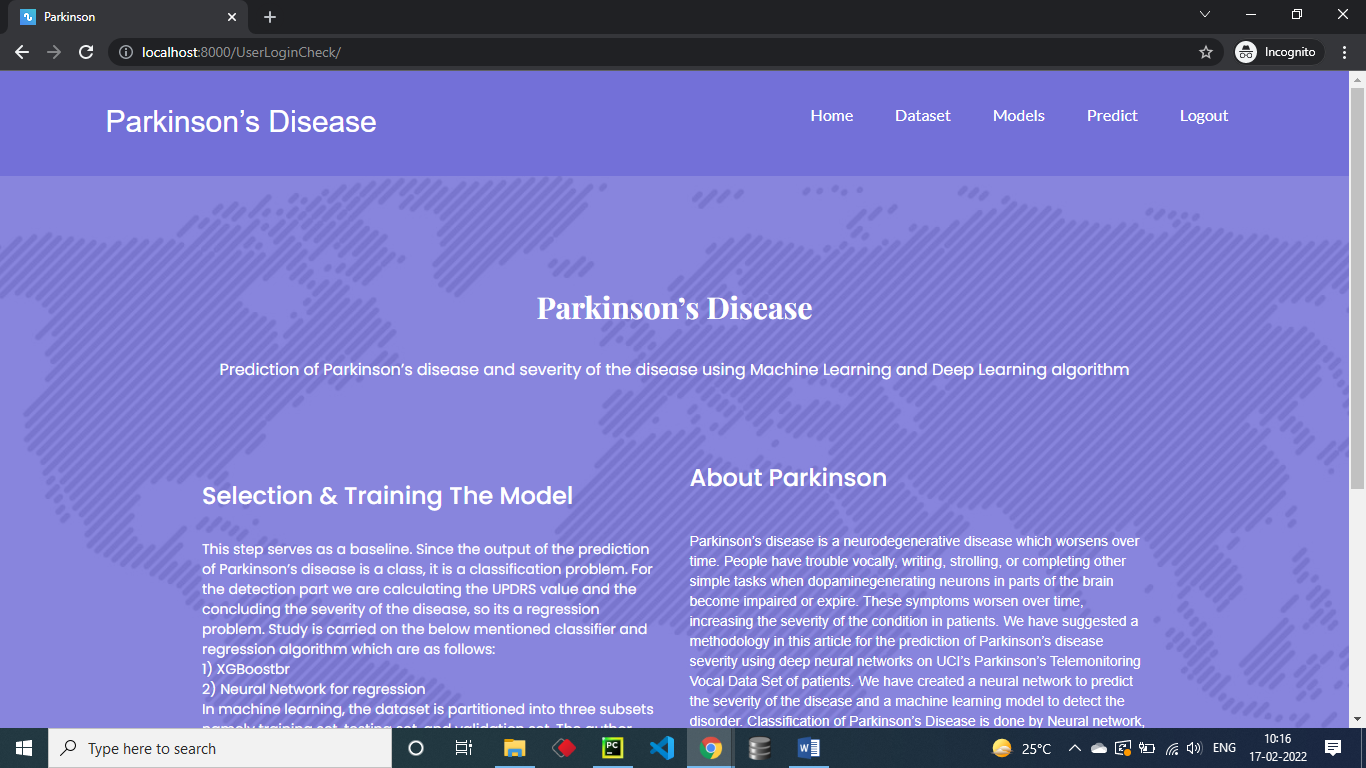 Parkinson
localhost:8000/UserLoginCheck/
Incognito
Parkinson's Disease
Home Dataset Models Predict Logout
Parkinson's Disease
Prediction of Parkinson's disease and severity of the disease using Machine Learning and Deep Learning algorithm
Selection & Training The Model
This step serves as a baseline. Since the output of the prediction
of Parkinson's disease is a class, it is a classification problem. For
the detection part we are calculating the UPDRS value and the
concluding the severity of the disease, so its a regression
problem. Study is carried on the below mentioned classifier and
regression algorithm which are as follows:
1) XGBoostbr
2) Neural Network for regression
In machine learning, the dataset is partitioned into three subsets
namely training set, testing set, and validation set. The author
About Parkinson
Parkinson's disease is a neurodegenerative disease which worsens over
time. People have trouble vocally, writing, strolling, or completing other
simple tasks when dopaminegenerating neurons in parts of the brain
become impaired or expire. These symptoms worsen over time,
increasing the severity of the condition in patients. We have suggested a
methodology in this article for the prediction of Parkinson's disease
severity using deep neural networks on UCI's Parkinson's Telemonitoring
Vocal Data Set of patients. We have created a neural network to predict
the severity of the disease and a machine learning model to detect the
disorder. Classification of Parkinson's Disease is done by Neural network,
Type here to search
PC
25°C
ENG
10:16
17-02-2022